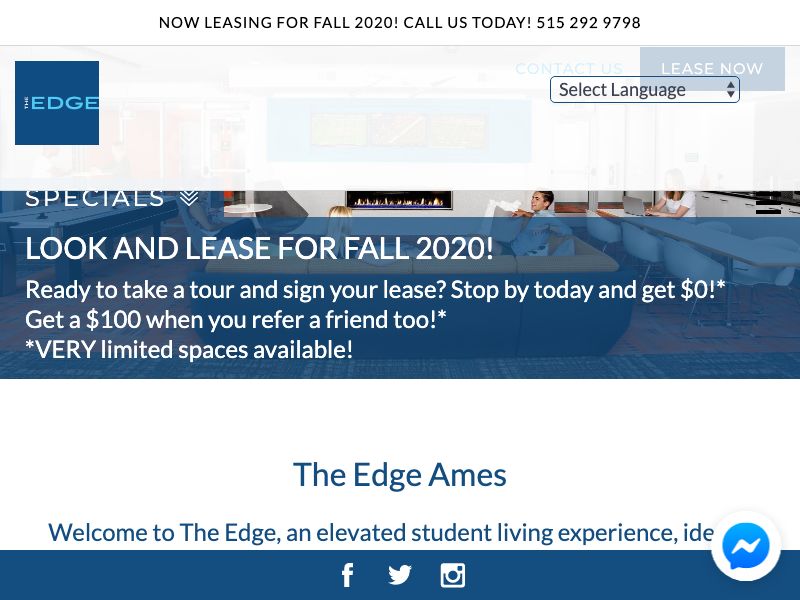 NOW LEASING FOR FALL 2020! CALL US TODAY! 515 292 9798
CONTACT US
LEASE NOW
THE EDGE
Select Language
SPECIALS
LOOK AND LEASE FOR FALL 2020!
Ready to take a tour and sign your lease? Stop by today and get $0!*
Get a $100 when you refer a friend too!*
*VERY limited spaces available!
The Edge Ames
Welcome to The Edge, an elevated student living experience,